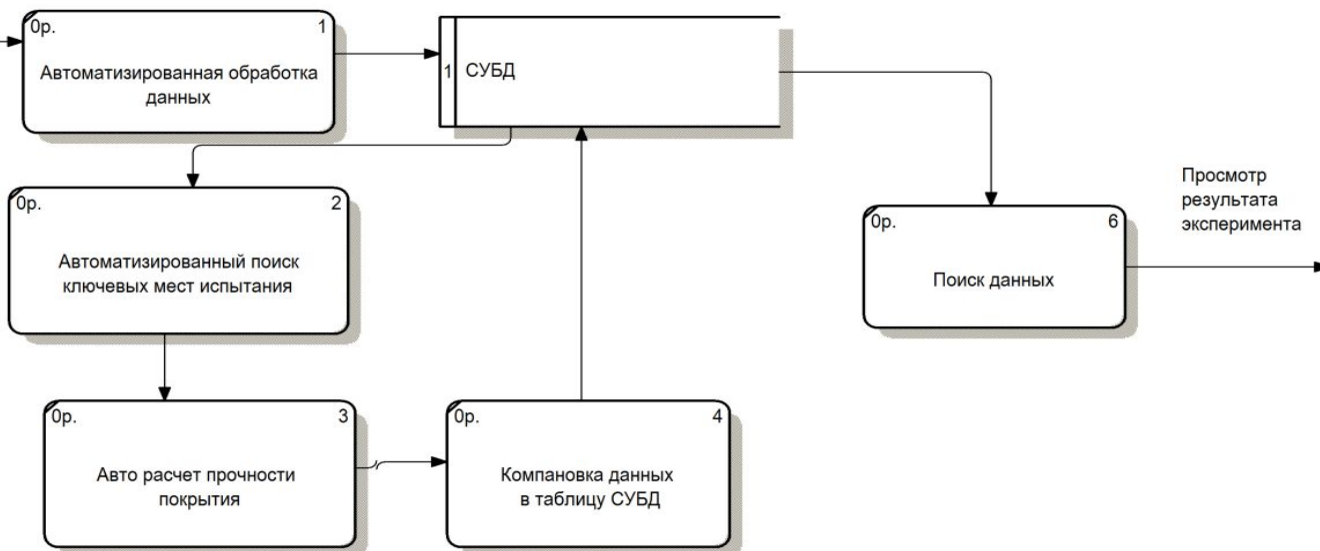 0р. 1
Автоматизированная обработка
данных
1 СУБД
0р. 2
Автоматизированный поиск
ключевых мест испытания
0р. 6
Поиск данных
Просмотр
результата
эксперимента
0р. 3
Авто расчет прочности
покрытия
0р. 4
Компановка данных
в таблицу СУБД